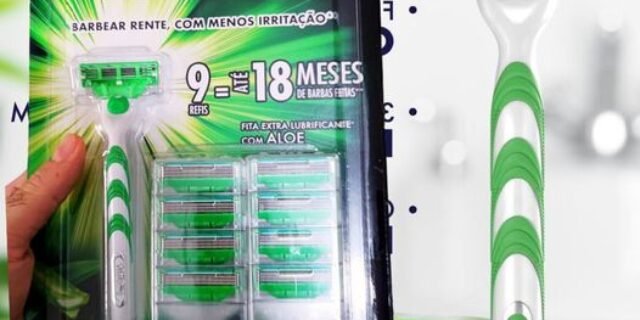 BARBEAR RENTE, COM MENOS IRRITAÇÃO
9 = ATÉ 18 MESES
REFIS DE BARBAS FEITAS
FITA EXTRA LUBRIFICANTE
COM ALOE